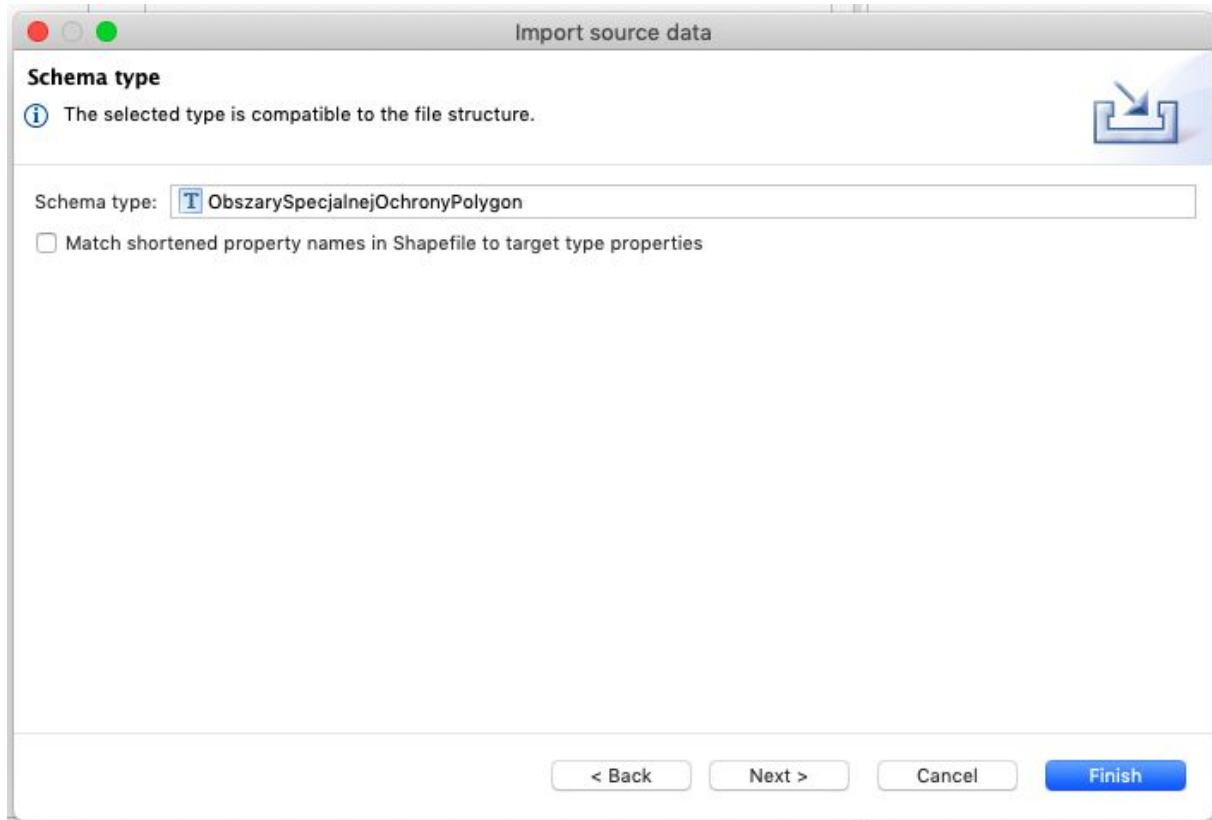 Import source data
Schema type
The selected type is compatible to the file structure.
Schema type: T ObszarySpecjalnejOchronyPolygon
Match shortened property names in Shapefile to target type properties
< Back Next > Cancel Finish